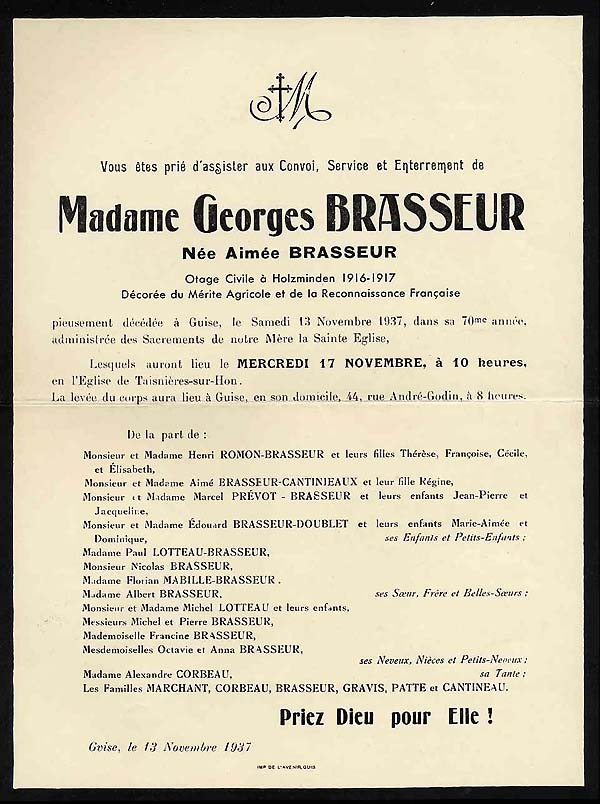 M
Vous êtes prié d'assister aux Convoi, Service et Enterrement de
Madame Georges BRASSEUR
Née Aimée BRASSEUR
Otage Civile à Holzminden 1916-1917
Décorée du Mérite Agricole et de la Reconnaissance Française
pieusement décédée à Guise, le Samedi 13 Novembre 1937, dans sa 70me année,
administrée des Sacrements de notre Mère la Sainte Eglise,
Lesquels auront lieu le MERCREDI 17 NOVEMBRE, à 10 heures,
en l'Eglise de Taisnières-sur-Hon.
La levée du corps aura lieu à Guise, en son domicile, 44, rue André-Godin, à 8 heures.
De la part de :
Monsieur et Madame Henri ROMON-BRASSEUR et leurs filles Thérèse, Françoise, Cécile,
et Élisabeth,
Monsieur et Madame Aimé BRASSEUR-CANTINIEAUX et leur fille Régine,
Monsieur et Madame Marcel PRÉVOT - BRASSEUR et leurs enfants Jean-Pierre et
Jacqueline,
Monsieur et Madame Édouard BRASSEUR-DOUBLET et leurs enfants Marie-Aimée et
Dominique, ses Enfants et Petits-Enfants ;
Madame Paul LOTTEAU-BRASSEUR,
Monsieur Nicolas BRASSEUR,
Madame Florian MABILLE-BRASSEUR.
Madame Albert BRASSEUR, ses Sœur, Frère et Belles-Sœurs ;
Monsieur et Madame Michel LOTTEAU et leurs enfants,
Messieurs Michel et Pierre BRASSEUR,
Mademoiselle Francine BRASSEUR,
Mesdemoiselles Octavie et Anna BRASSEUR,
ses Neveux, Nièces et Petits-Neveux ;
Madame Alexandre CORBEAU, sa Tante ;
Les Familles MARCHANT, CORBEAU, BRASSEUR, GRAVIS, PATTE et CANTINEAU.
Priez Dieu pour Elle !
Guise, le 13 Novembre 1937
IMP DE L'AVENIR, GUIS